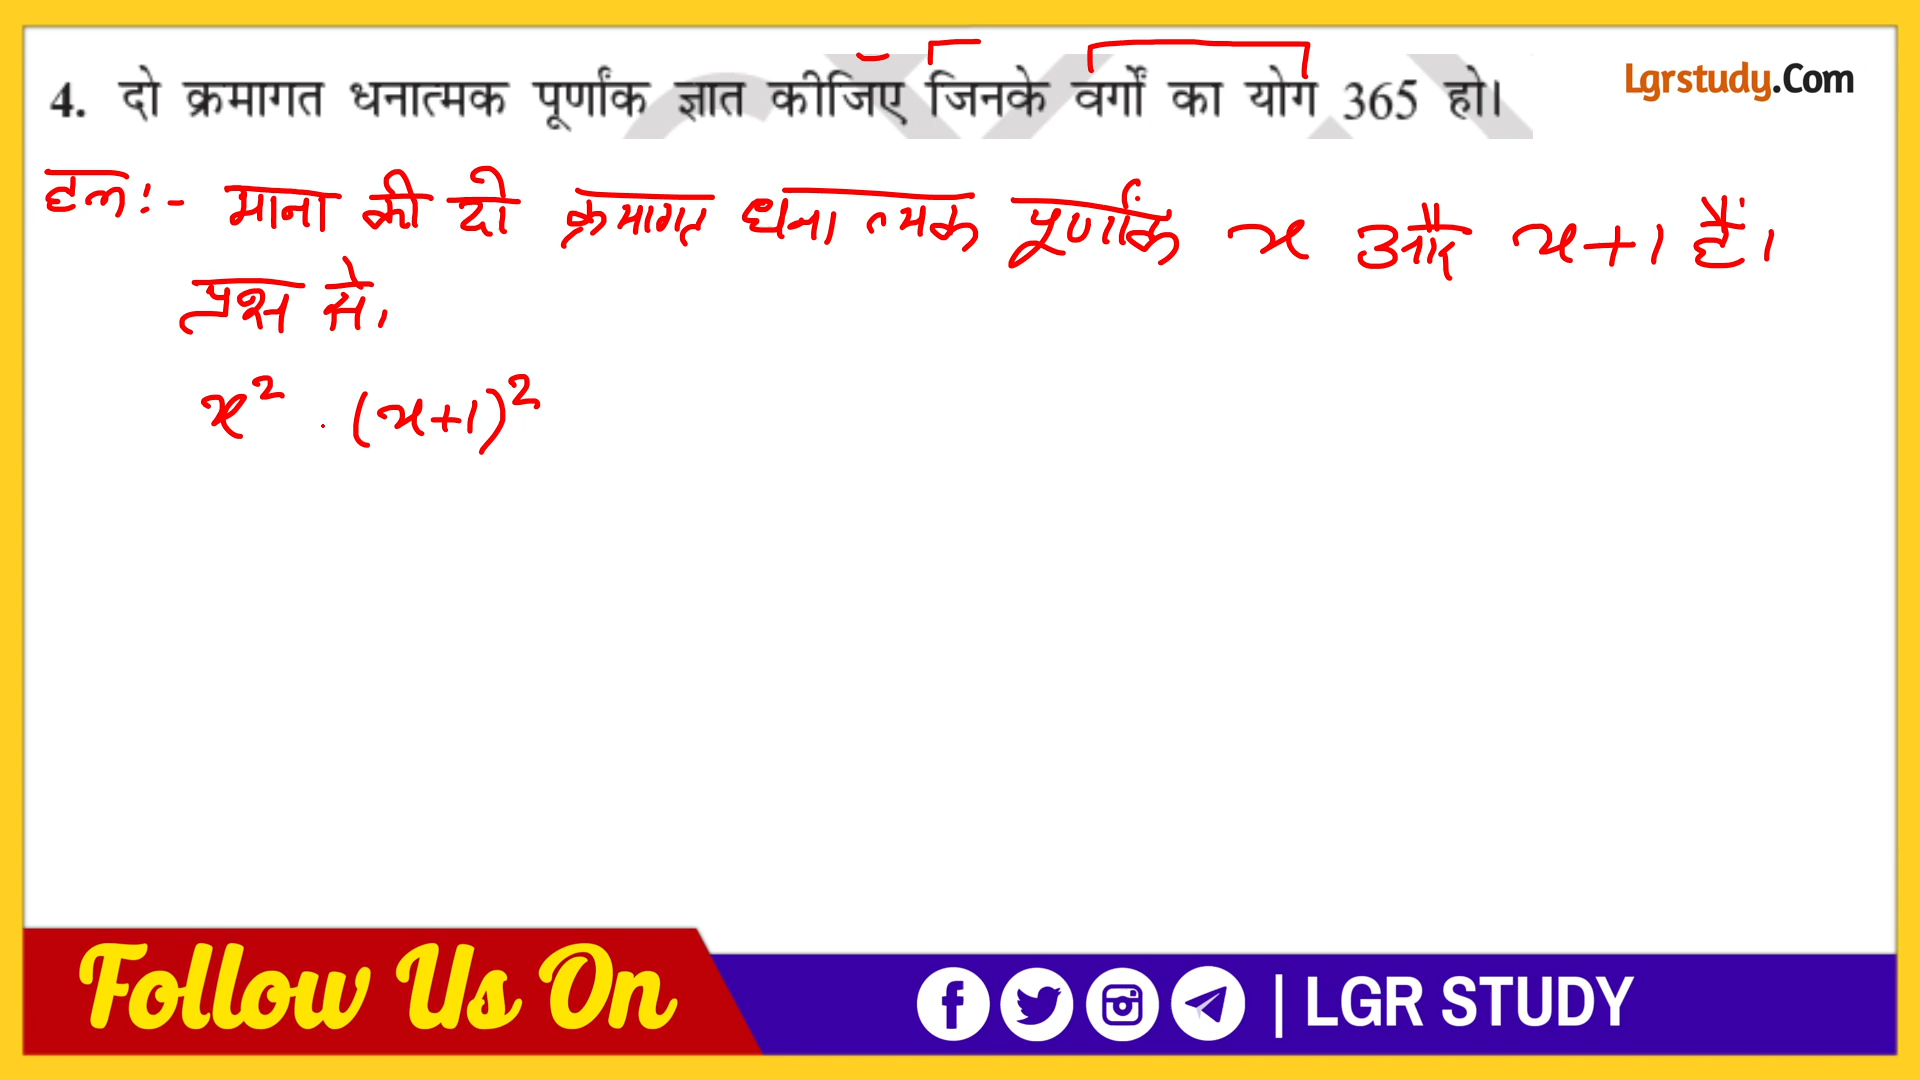 4. दो क्रमागत धनात्मक पूर्णांक ज्ञात कीजिए जिनके वर्गों का योग 365 हो।
Lgrstudy.Com
हल:- माना की दो क्रमागत धनात्मक पूर्णांक x और x+1 हैं।
प्रश्न से,
x² (x+1)²
Follow Us On
| LGR STUDY